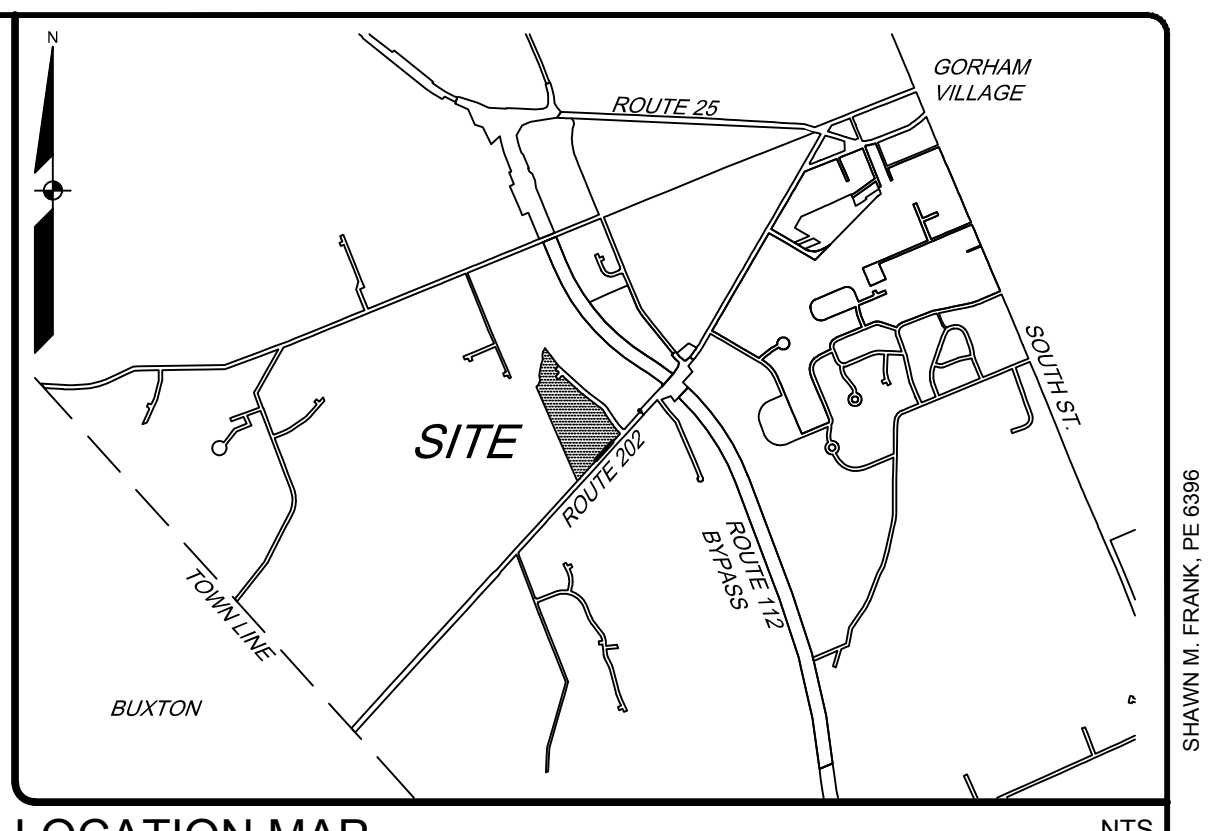 N
GORHAM
VILLAGE
ROUTE 25
SOUTH ST.
SITE
ROUTE 202
ROUTE 112
BYPASS
TOWN LINE
BUXTON
SHAWN M. FRANK, PE 6396
LOCATION MAP
NTS